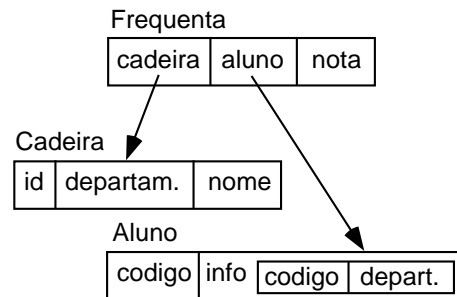 Frequenta
cadeira aluno nota
Cadeira
id departam. nome
Aluno
codigo info codigo depart.